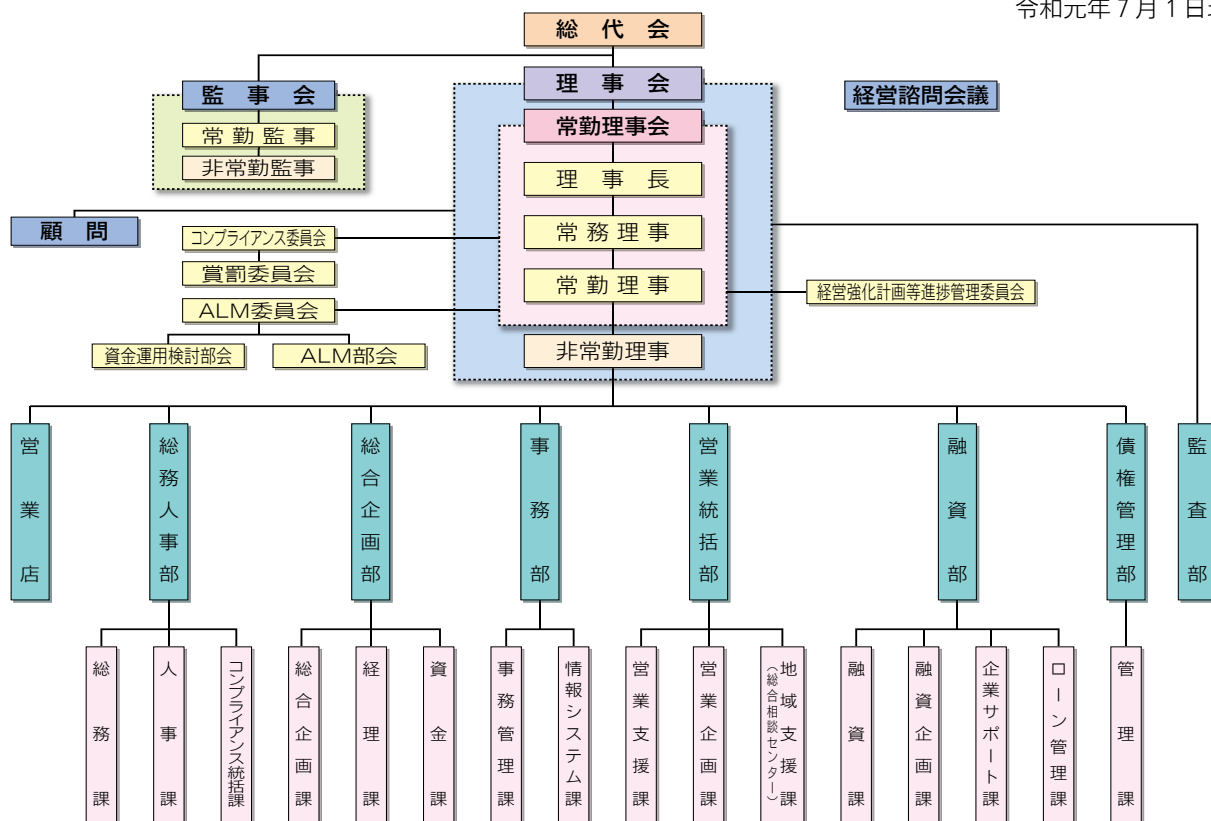 令和元年7月1日
総代会
理事会
監事会
経営諮問会議
常勤理事会
常勤監事
非常勤監事
理事長
顧問
常務理事
コンプライアンス委員会
賞罰委員会
常勤理事
経営強化計画等進捗管理委員会
ALM委員会
資金運用検討部会
ALM部会
非常勤理事
営業店
総務人事部
総合企画部
事務部
営業統括部
融資部
債権管理部
監査部
総務課
人事課
コンプライアンス統括課
総合企画課
経理課
資金課
事務管理課
情報システム課
営業支援課
営業企画課
地域支援課
(総合相談センター)
融資課
融資企画課
企業サポート課
ローン管理課
管理課